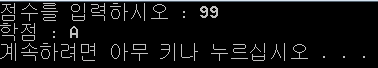 점수를 입력하시오 : 99
학점 : A
계속하려면 아무 키나 누르십시오 . . .